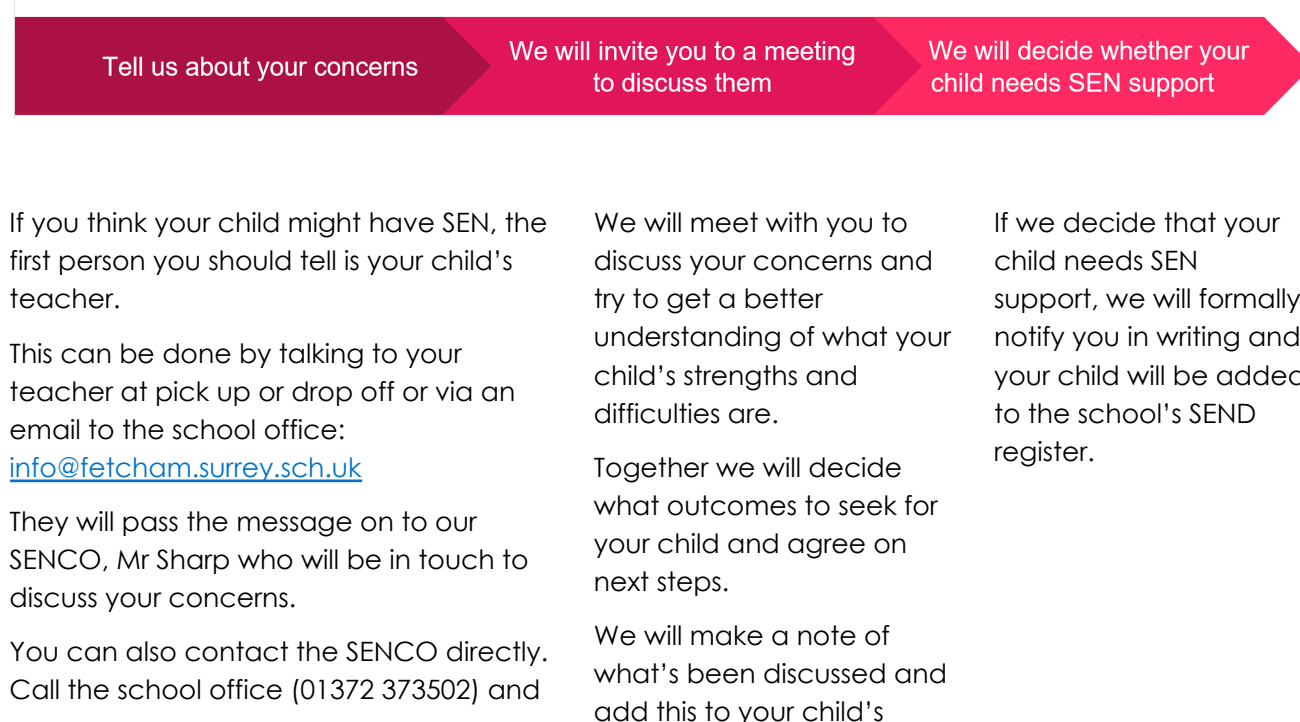 Tell us about your concerns
We will invite you to a meeting
to discuss them
We will decide whether your
child needs SEN support
If you think your child might have SEN, the
first person you should tell is your child’s
teacher.
This can be done by talking to your
teacher at pick up or drop off or via an
email to the school office:
info@fetcham.surrey.sch.uk
They will pass the message on to our
SENCO, Mr Sharp who will be in touch to
discuss your concerns.
You can also contact the SENCO directly.
Call the school office (01372 373502) and
We will meet with you to
discuss your concerns and
try to get a better
understanding of what your
child’s strengths and
difficulties are.
Together we will decide
what outcomes to seek for
your child and agree on
next steps.
We will make a note of
what’s been discussed and
add this to your child’s
If we decide that your
child needs SEN
support, we will formally
notify you in writing and
your child will be added
to the school’s SEND
register.